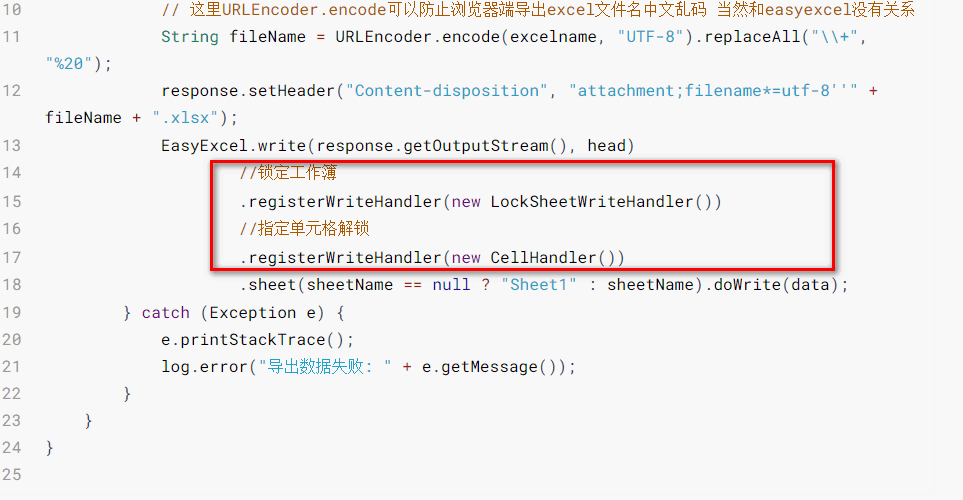 10 // 这里URLEncoder.encode可以防止浏览器端导出excel文件名中文乱码 当然和easyexcel没有关系
11 String fileName = URLEncoder.encode(excelname, "UTF-8").replaceAll("\\+",
"%20");
12 response.setHeader("Content-disposition", "attachment;filename*=utf-8''" +
fileName + ".xlsx");
13 EasyExcel.write(response.getOutputStream(), head)
14 //锁定工作簿
15 .registerWriteHandler(new LockSheetWriteHandler())
16 //指定单元格解锁
17 .registerWriteHandler(new CellHandler())
18 .sheet(sheetName == null ? "Sheet1" : sheetName).doWrite(data);
19 } catch (Exception e) {
20 e.printStackTrace();
21 log.error("导出数据失败: " + e.getMessage());
22 }
23 }
24 }
25